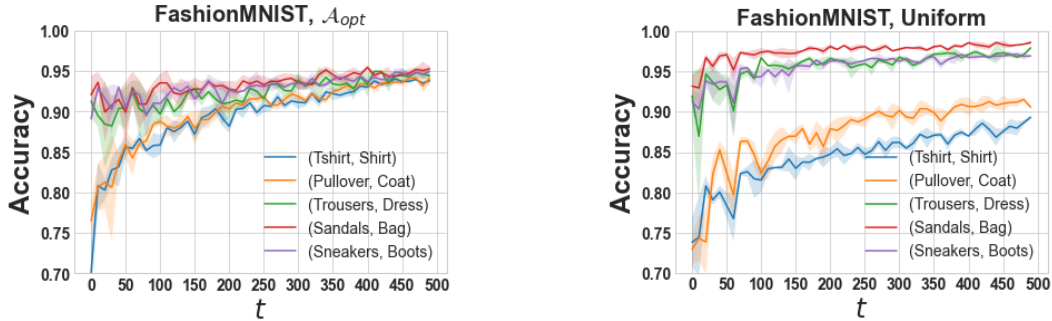 FashionMNIST, 𝒜opt
Accuracy
1.00
0.95
0.90
0.85
0.80
0.75
0.70
(Tshirt, Shirt)
(Pullover, Coat)
(Trousers, Dress)
(Sandals, Bag)
(Sneakers, Boots)
0 50 100 150 200 250 300 350 400 450 500
t
FashionMNIST, Uniform
Accuracy
1.00
0.95
0.90
0.85
0.80
0.75
0.70
(Tshirt, Shirt)
(Pullover, Coat)
(Trousers, Dress)
(Sandals, Bag)
(Sneakers, Boots)
0 50 100 150 200 250 300 350 400 450 500
t